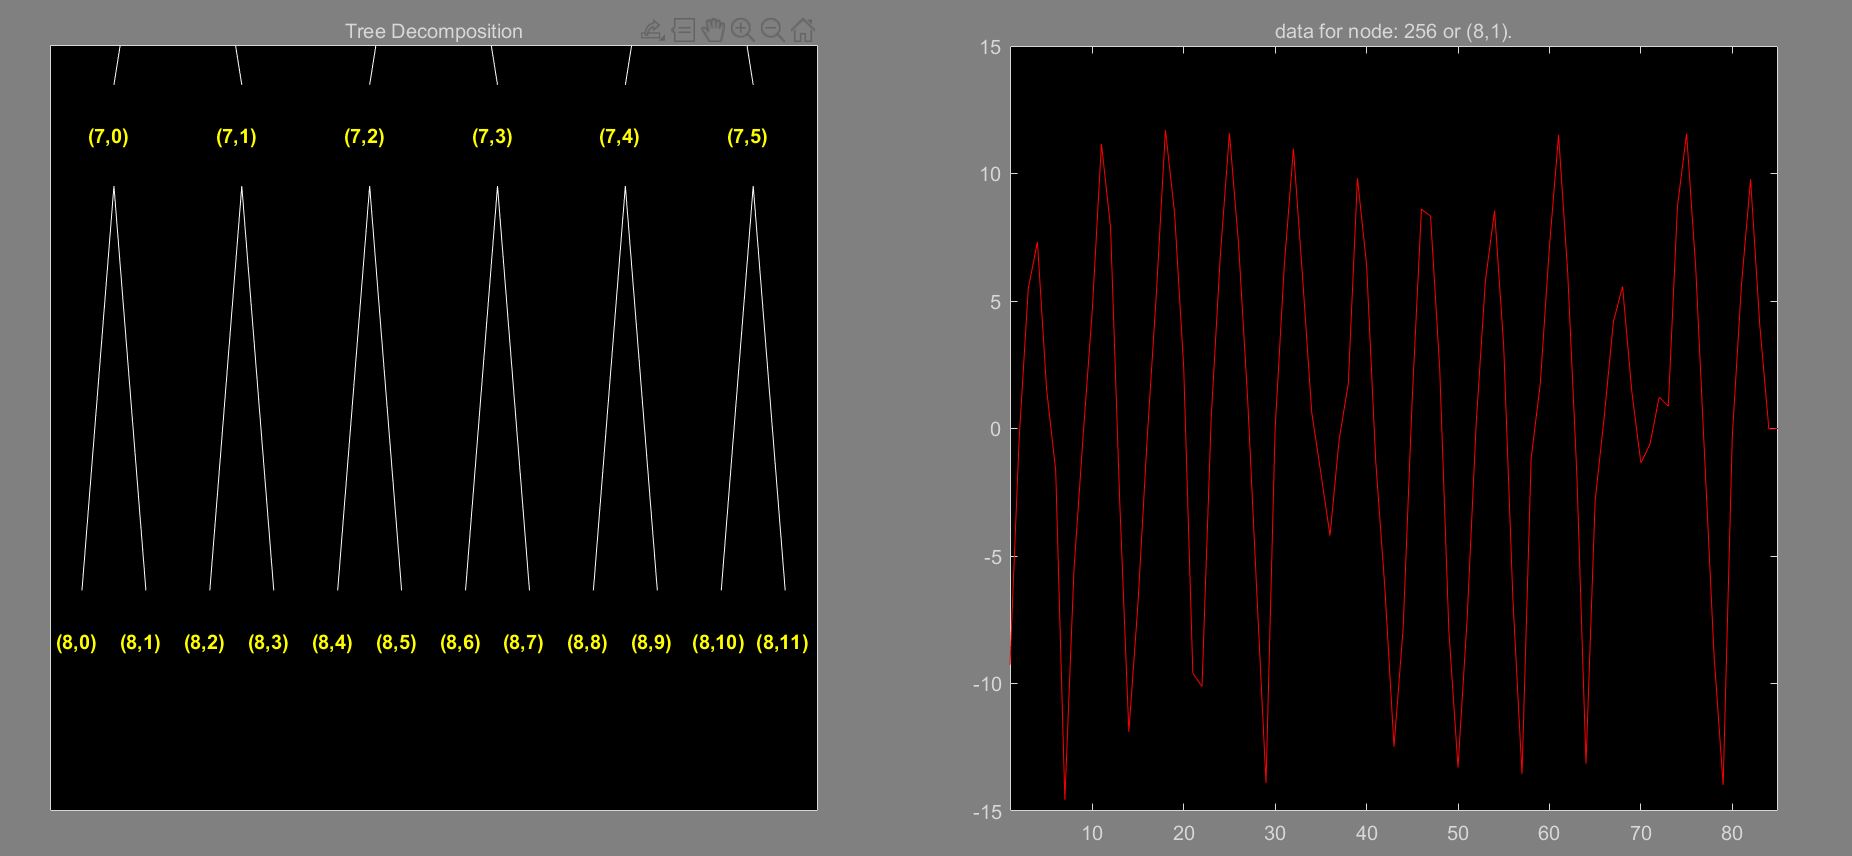 Tree Decomposition
(7,0) (7,1) (7,2) (7,3) (7,4) (7,5)
(8,0) (8,1) (8,2) (8,3) (8,4) (8,5) (8,6) (8,7) (8,8) (8,9) (8,10) (8,11)
data for node: 256 or (8,1).
15
10
5
0
-5
-10
-15
10 20 30 40 50 60 70 80